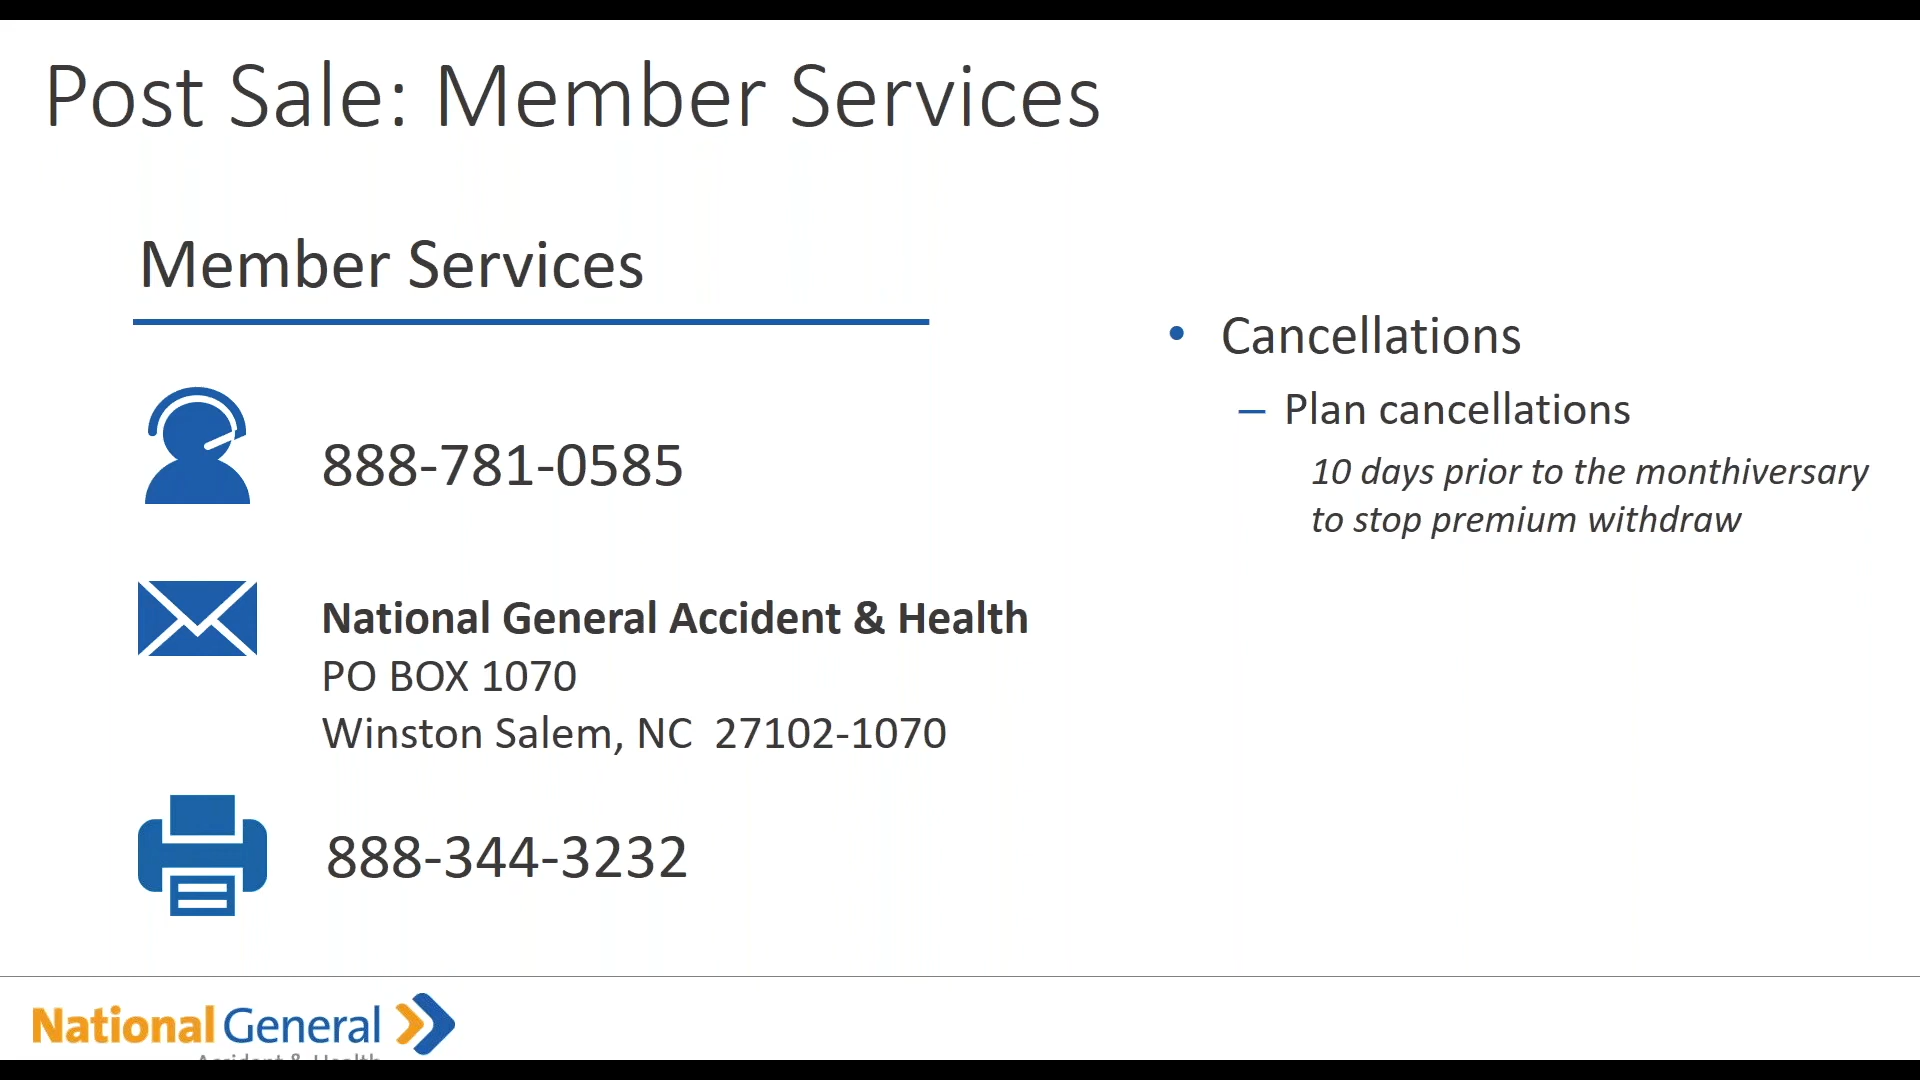 Post Sale: Member Services
Member Services
888-781-0585
National General Accident & Health
PO BOX 1070
Winston Salem, NC  27102-1070
888-344-3232
• Cancellations
– Plan cancellations
10 days prior to the monthiversary
to stop premium withdraw
National General
Accident & Health